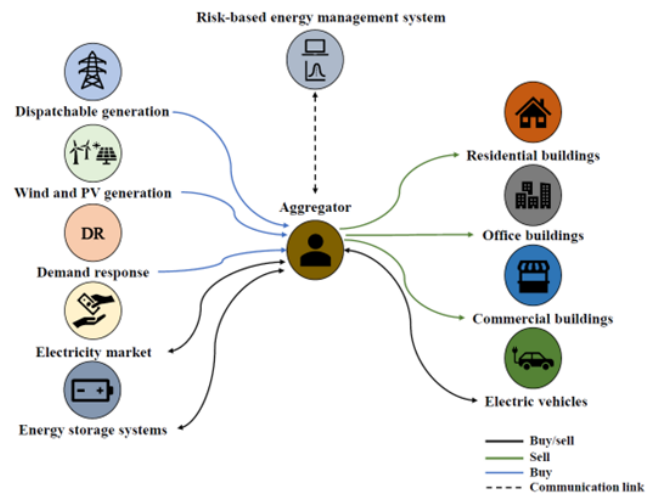 Risk-based energy management system
Dispatchable generation
Wind and PV generation
DR
Demand response
Electricity market
Energy storage systems
Aggregator
Residential buildings
Office buildings
Commercial buildings
Electric vehicles
Buy/sell
Sell
Buy
Communication link